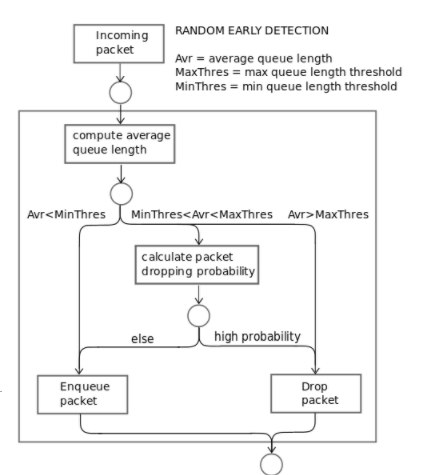 RANDOM EARLY DETECTION
Incoming
packet
Avr = average queue length
MaxThres = max queue length threshold
MinThres = min queue length threshold
compute average
queue length
Avr<MinThres
MinThres<Avr<MaxThres
Avr>MaxThres
calculate packet
dropping probability
else
high probability
Enqueue
packet
Drop
packet